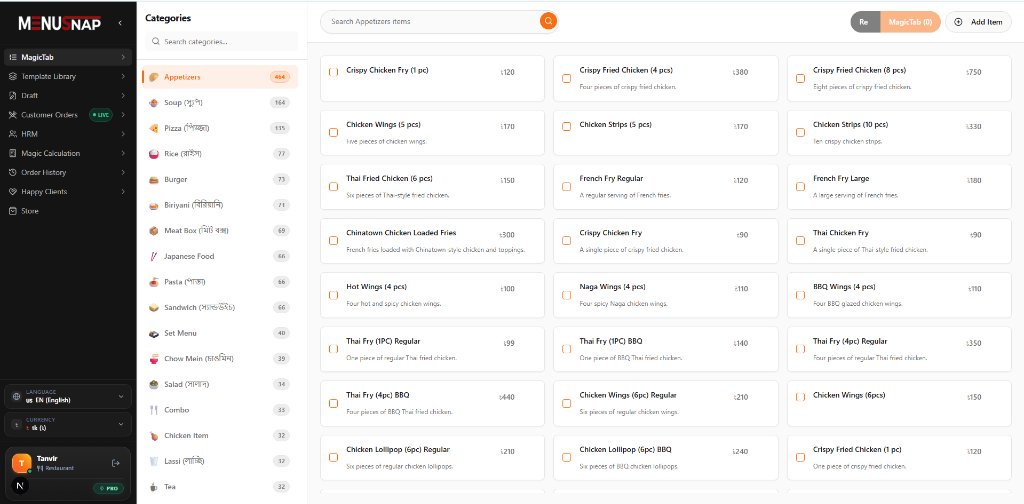 MENUSNAP
MagicTab
Template Library
Draft
Customer Orders
LIVE
HRM
Magic Calculation
Order History
Happy Clients
Store
LANGUAGE
us EN (English)
CURRENCY
৳ tk (৳)
T
Tanvir
Restaurant
N
PRO
Categories
Search categories...
Appetizers 464
Soup (স্যুপ) 164
Pizza (পিজ্জা) 135
Rice (রাইস) 77
Burger 73
Biriyani (বিরিয়ানি) 71
Meat Box (মিট বক্স) 69
Japanese Food 66
Pasta (পাস্তা) 66
Sandwich (স্যান্ডউইচ) 66
Set Menu 40
Chow Mein (চাওমিন) 39
Salad (সালাদ) 34
Combo 33
Chicken Item 32
Lassi (লাচ্ছি) 32
Tea 32
Search Appetizers items
Re
MagicTab (0)
Add Item
Crispy Chicken Fry (1 pc) ৳120
Crispy Fried Chicken (4 pcs) ৳380
Four pieces of crispy fried chicken.
Crispy Fried Chicken (8 pcs) ৳750
Eight pieces of crispy fried chicken.
Chicken Wings (5 pcs) ৳170
Five pieces of chicken wings.
Chicken Strips (5 pcs) ৳170
Chicken Strips (10 pcs) ৳330
Ten crispy chicken strips.
Thai Fried Chicken (6 pcs) ৳150
Six pieces of Thai-style fried chicken.
French Fry Regular ৳120
A regular serving of French fries.
French Fry Large ৳180
A large serving of French fries.
Chinatown Chicken Loaded Fries ৳300
French fries loaded with Chinatown style chicken and toppings.
Crispy Chicken Fry ৳90
A single piece of crispy fried chicken.
Thai Chicken Fry ৳90
A single piece of Thai style fried chicken.
Hot Wings (4 pcs) ৳100
Four hot and spicy chicken wings.
Naga Wings (4 pcs) ৳110
Four spicy Naga chicken wings.
BBQ Wings (4 pcs) ৳110
Four BBQ glazed chicken wings.
Thai Fry (1PC) Regular ৳99
One piece of regular Thai fried chicken.
Thai Fry (1PC) BBQ ৳140
One piece of BBQ Thai fried chicken.
Thai Fry (4pc) Regular ৳350
Four pieces of regular Thai fried chicken.
Thai Fry (4pc) BBQ ৳440
Four pieces of BBQ Thai fried chicken.
Chicken Wings (6pc) Regular ৳210
Six pieces of regular chicken wings.
Chicken Wings (6pcs) ৳150
Chicken Lollipop (6pc) Regular ৳210
Six pieces of regular chicken lollipops.
Chicken Lollipop (6pc) BBQ ৳240
Six pieces of BBQ chicken lollipops
Crispy Fried Chicken (1 pc) ৳120
One piece of crispy fried chicken.